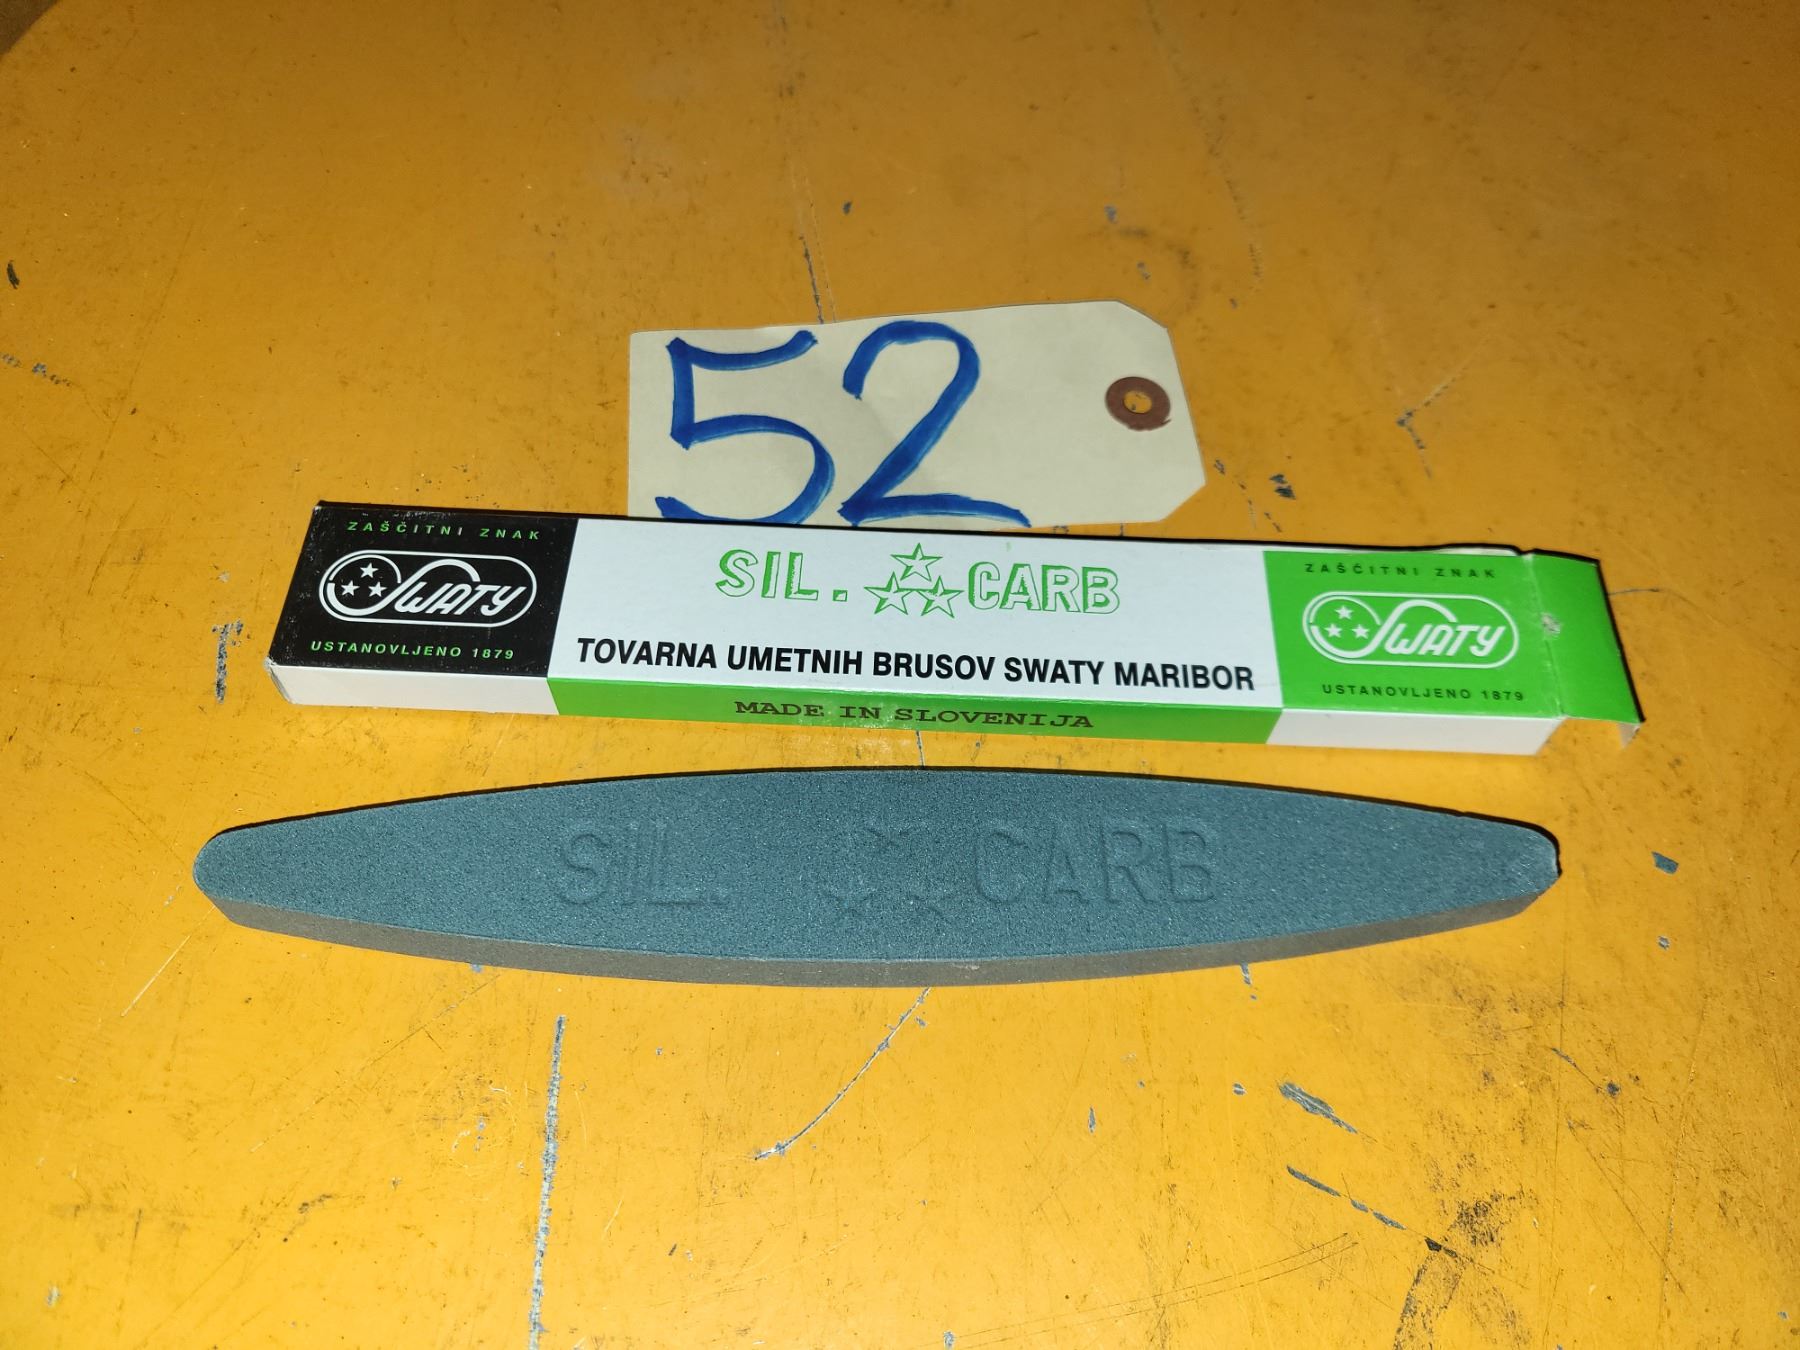 52
ZAŠČITNI ZNAK
SWATY
USTANOVLJENO 1879
SIL. CARB
TOVARNA UMETNIH BRUSOV SWATY MARIBOR
MADE IN SLOVENIJA
ZAŠČITNI ZNAK
SWATY
USTANOVLJENO 1879
SIL. CARB